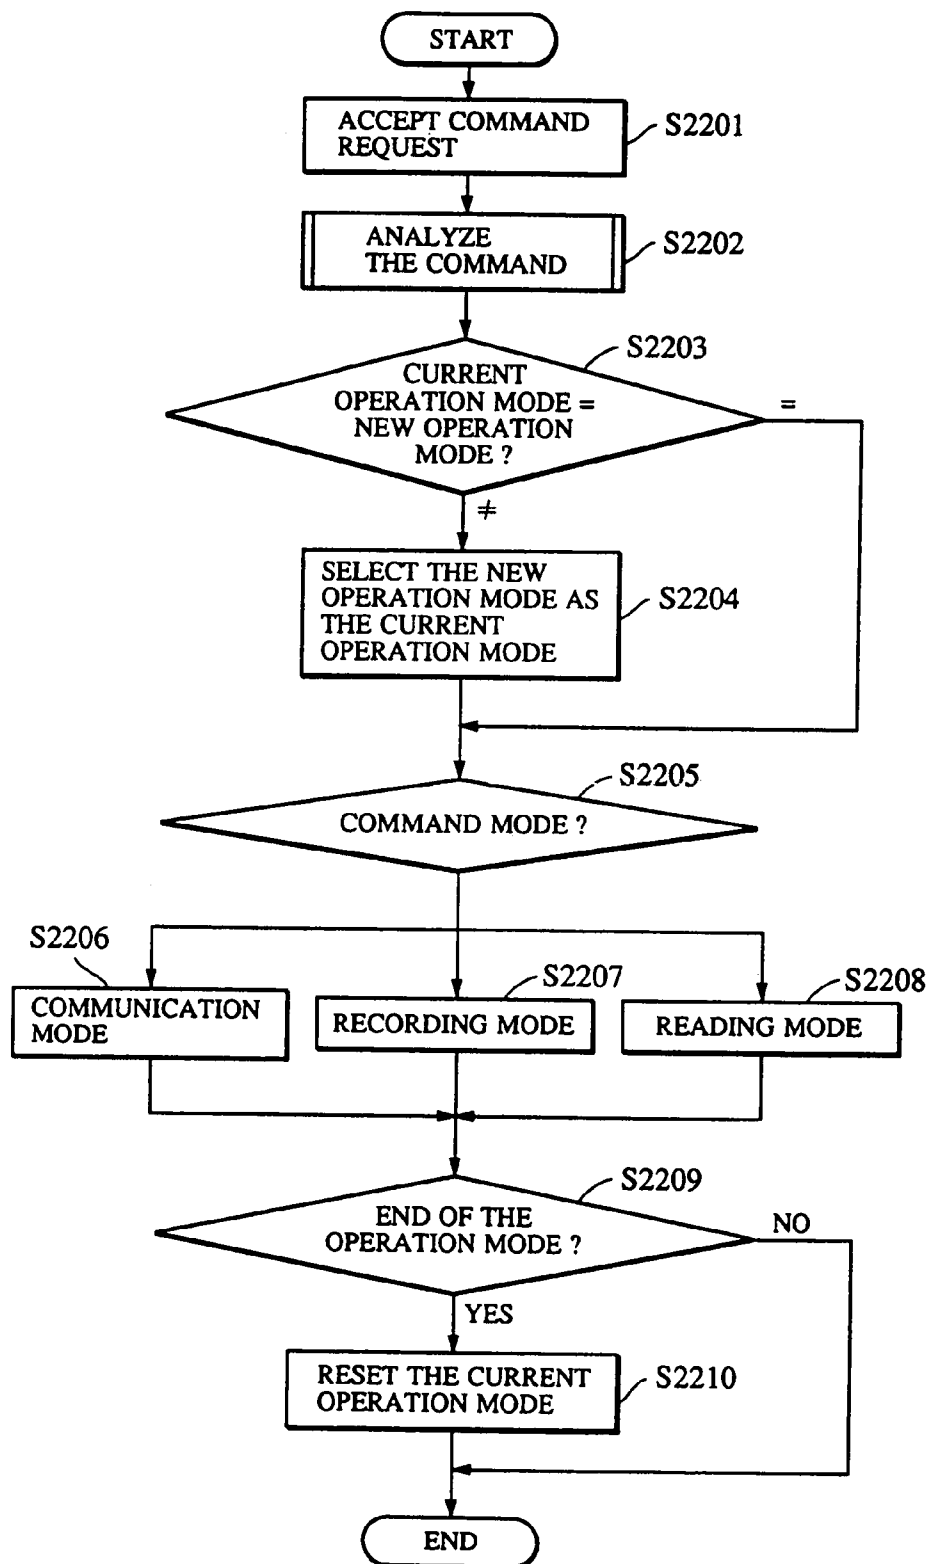 START
ACCEPT COMMAND
REQUEST
S2201
ANALYZE
THE COMMAND
S2202
S2203
CURRENT
OPERATION MODE =
NEW OPERATION
MODE ?
=
≠
SELECT THE NEW
OPERATION MODE AS
THE CURRENT
OPERATION MODE
S2204
S2205
COMMAND MODE ?
S2206
COMMUNICATION
MODE
S2207
RECORDING MODE
S2208
READING MODE
S2209
END OF THE
OPERATION MODE ?
NO
YES
RESET THE CURRENT
OPERATION MODE
S2210
END